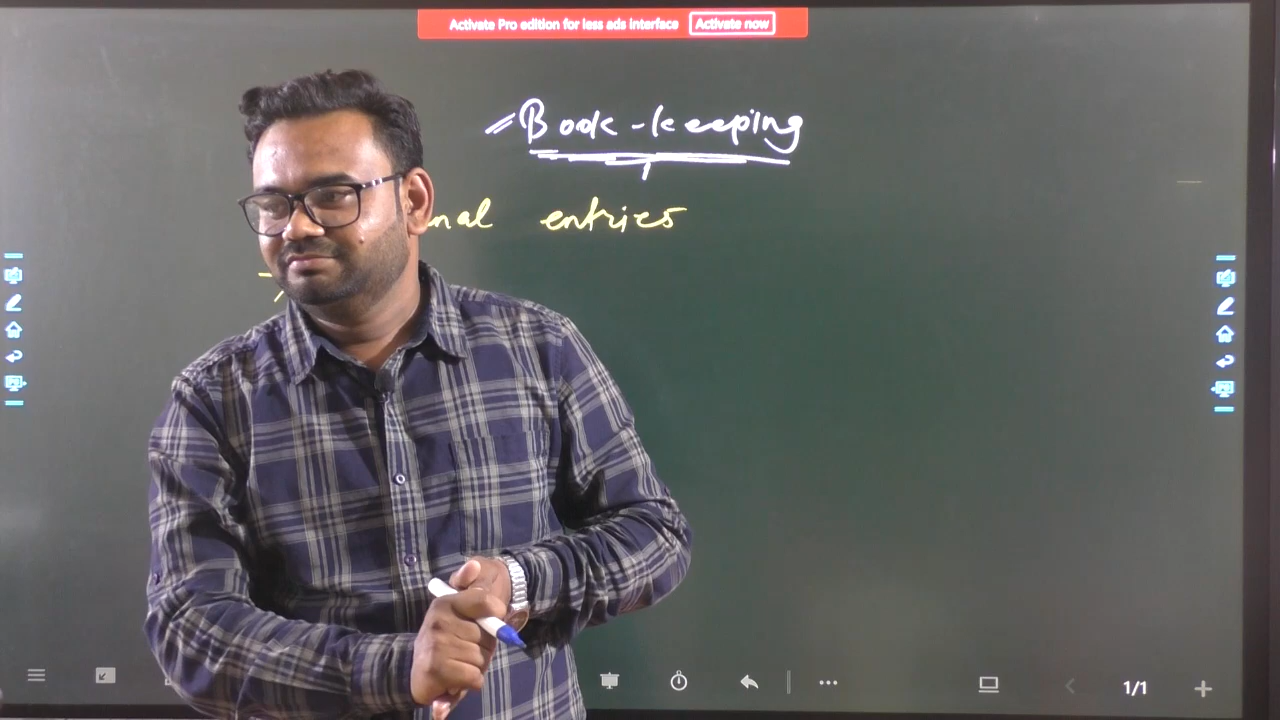 Activate Pro edition for less ads interface Activate now
Book-keeping
nal entries
1/1